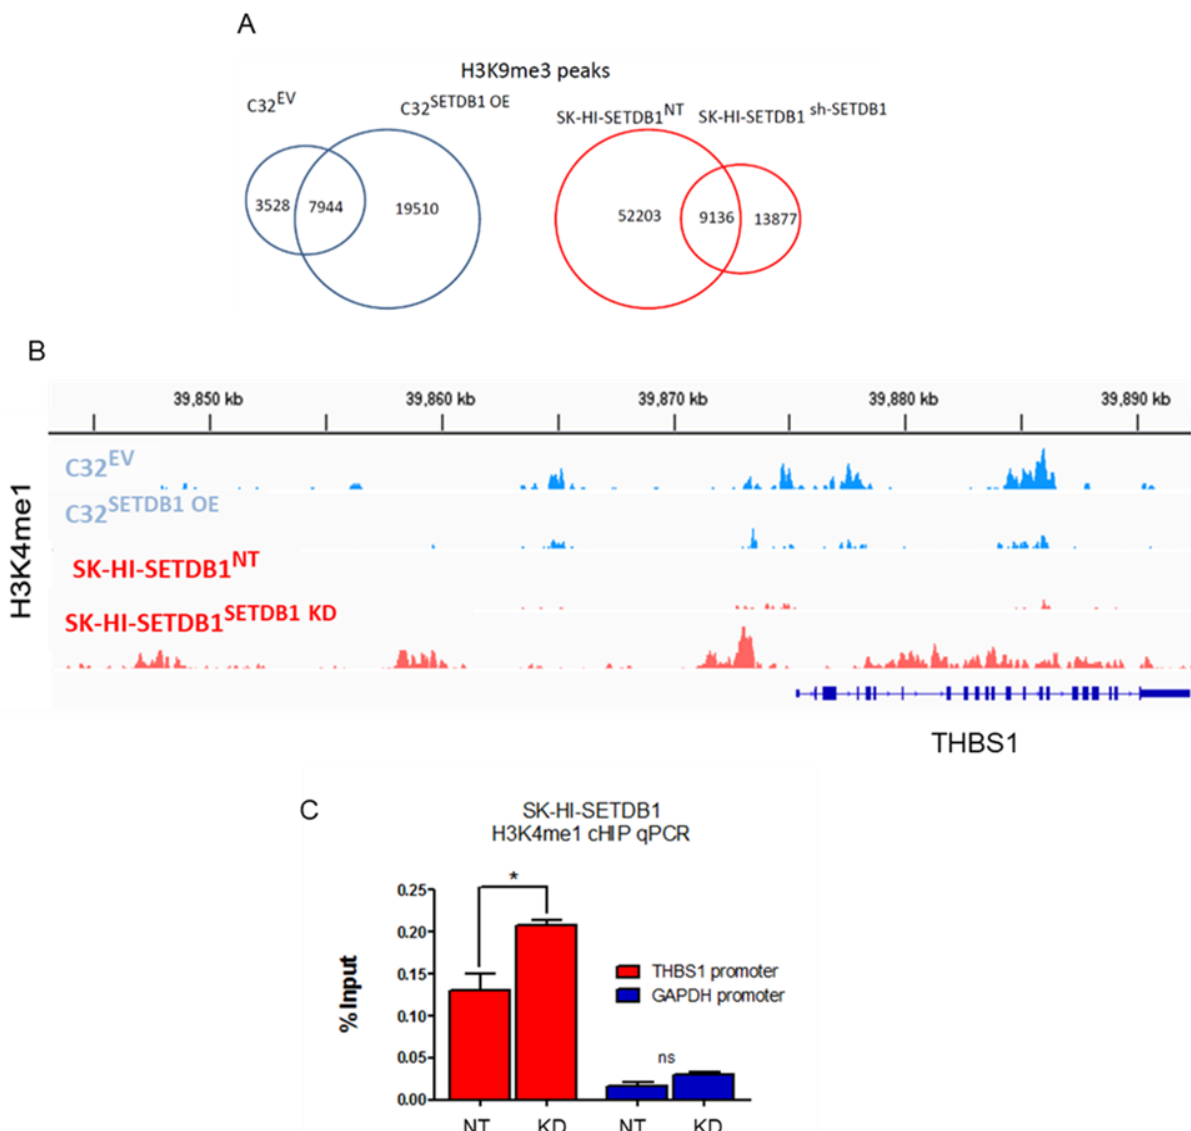 A
H3K9me3 peaks
C32EV
C32SETDB1 OE
SK-HI-SETDB1NT
SK-HI-SETDB1 sh-SETDB1
3528
7944
19510
52203
9136
13877
B
39,850 kb
39,860 kb
39,870 kb
39,880 kb
39,890 kb
H3K4me1
C32EV
C32SETDB1 OE
SK-HI-SETDB1NT
SK-HI-SETDB1SETDB1 KD
THBS1
C
SK-HI-SETDB1
H3K4me1 cHIP qPCR
% Input
0.25
0.20
0.15
0.10
0.05
0.00
*
ns
THBS1 promoter
GAPDH promoter
NT
KD
NT
KD